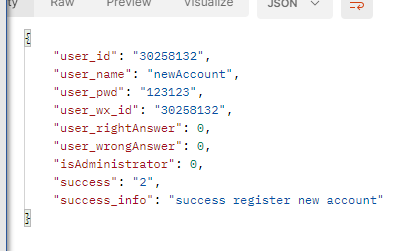 Raw Preview Visualize JSON
{
"user_id": "30258132",
"user_name": "newAccount",
"user_pwd": "123123",
"user_wx_id": "30258132",
"user_rightAnswer": 0,
"user_wrongAnswer": 0,
"isAdministrator": 0,
"success": "2",
"success_info": "success register new account"
}